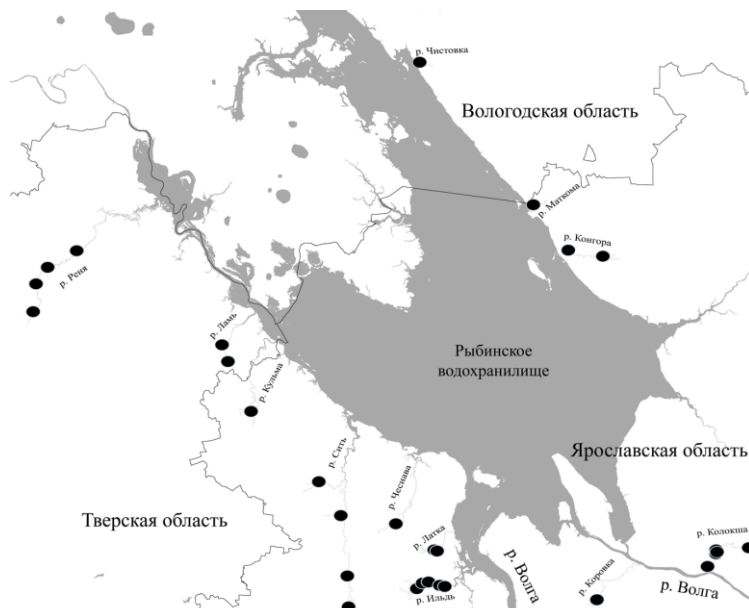 р. Чистовка
Вологодская область
р. Маткома
р. Конгора
р. Реня
р. Ламь
р. Кульма
Рыбинское
водохранилище
р. Сить
Ярославская область
р. Чеснава
Тверская область
р. Латка
р. Колокша
р. Ильдь
р. Волга
р. Коровка
р. Волга